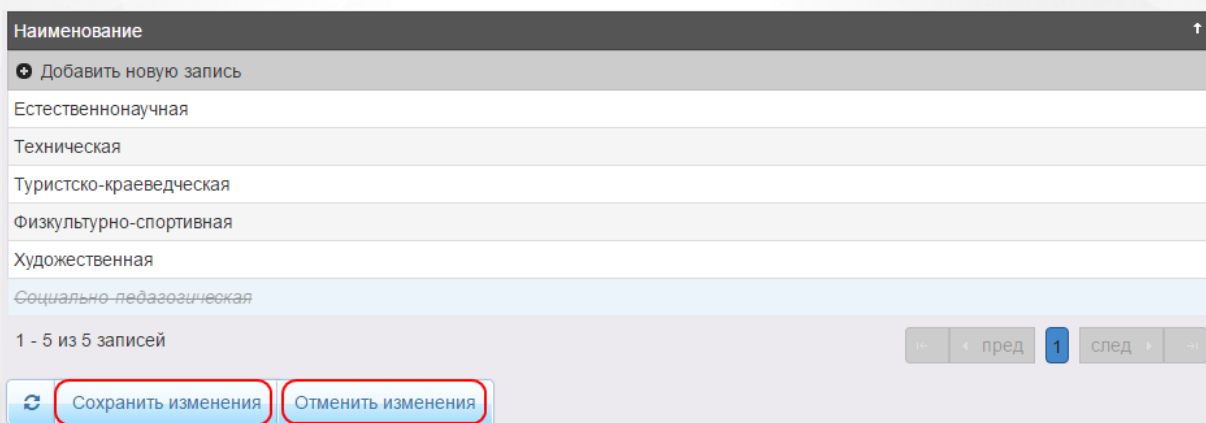 Наименование
Добавить новую запись
Естественнонаучная
Техническая
Туристско-краеведческая
Физкультурно-спортивная
Художественная
Социально-педагогическая
1 - 5 из 5 записей
пред 1 след
Сохранить изменения Отменить изменения